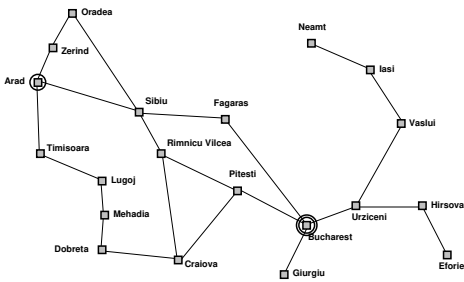 Oradea
Neamt
Zerind
Iasi
Arad
Sibiu
Fagaras
Vaslui
Rimnicu Vilcea
Timisoara
Pitesti
Lugoj
Hirsova
Mehadia
Urziceni
Bucharest
Dobreta
Craiova
Eforie
Giurgiu